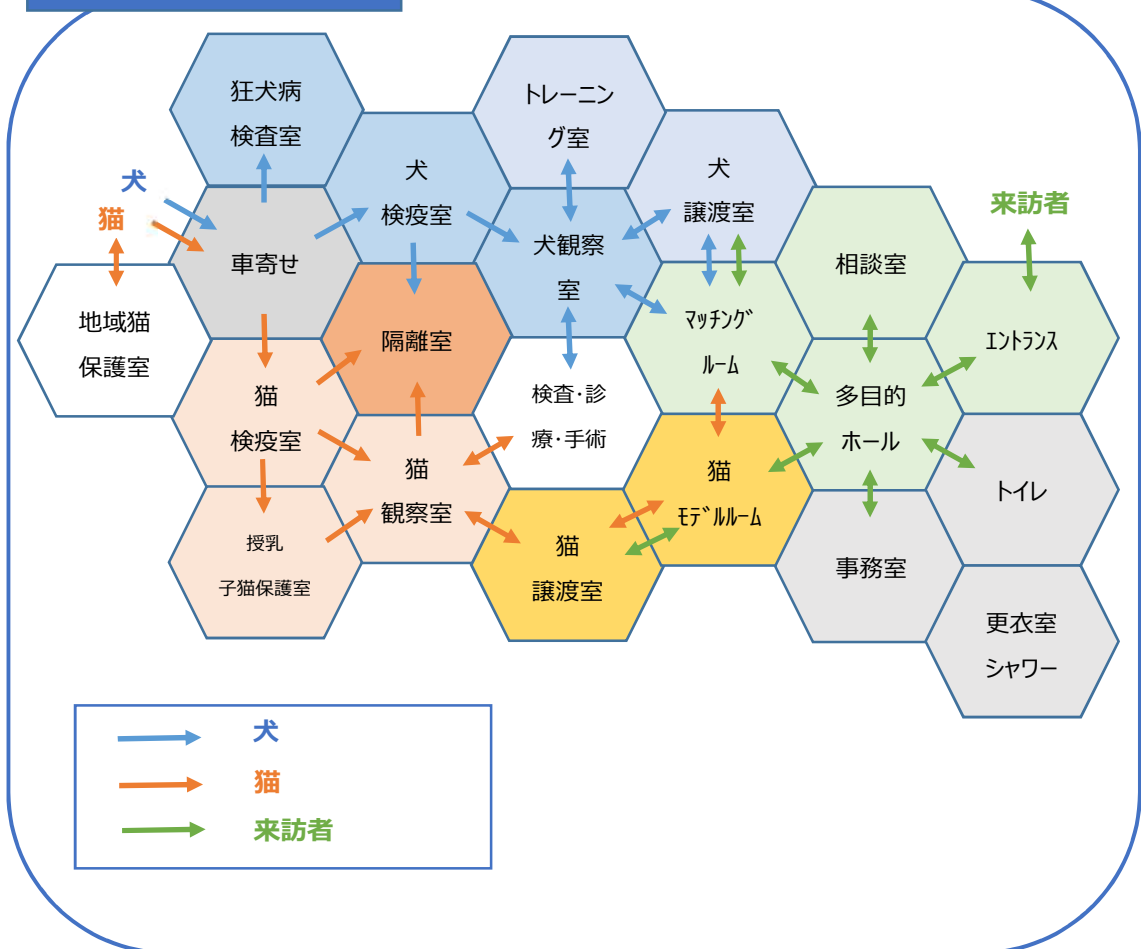 狂犬病
検査室
トレーニン
グ室
犬
検疫室
犬
譲渡室
犬
猫
来訪者
車寄せ
犬観察
室
相談室
地域猫
保護室
隔離室
ﾏｯﾁﾝｸﾞ
ﾙｰﾑ
ｴﾝﾄﾗﾝｽ
猫
検疫室
検査・診
療・手術
多目的
ホール
猫
観察室
猫
ﾓﾃﾞﾙﾙｰﾑ
トイレ
授乳
子猫保護室
猫
譲渡室
事務室
更衣室
シャワー
犬
猫
来訪者